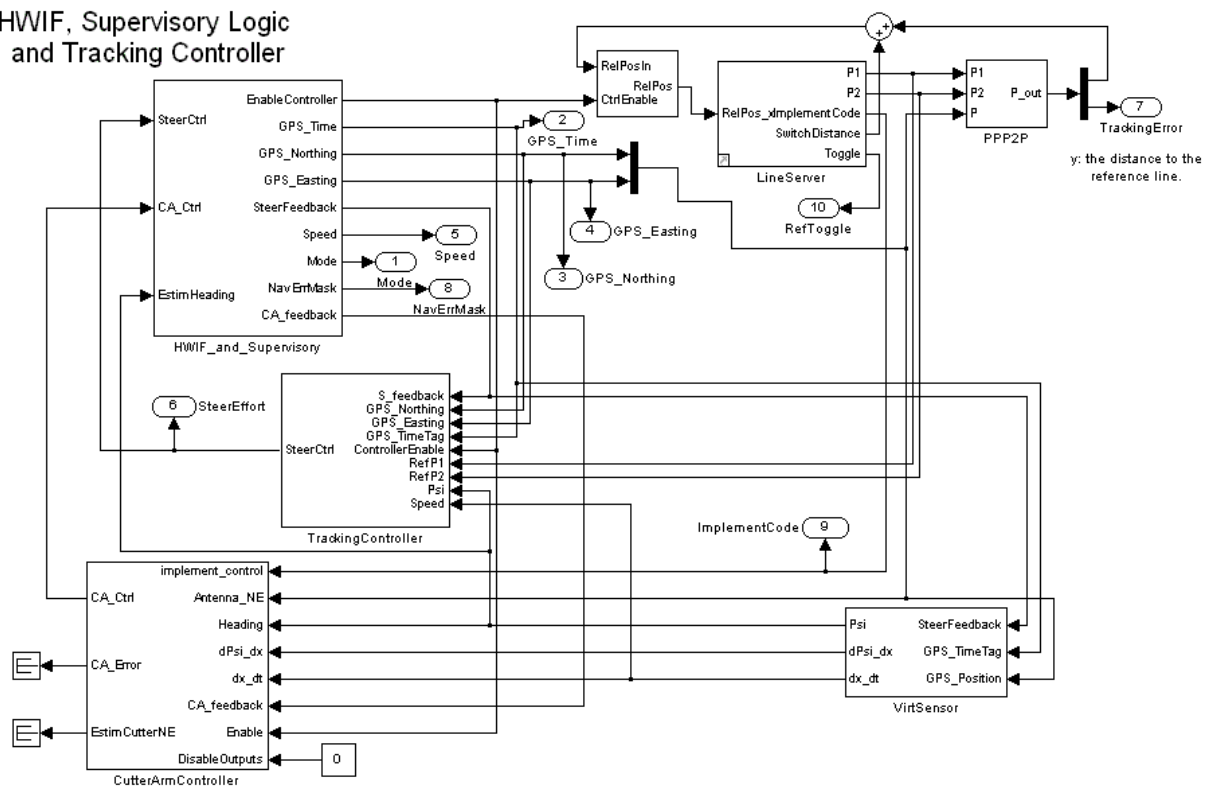 HWIF, Supervisory Logic
and Tracking Controller
SteerCtrl
CA_Ctrl
EstimHeading
EnableController
GPS_Time
GPS_Northing
GPS_Easting
SteerFeedback
Speed
Mode
NavErrMask
CA_feedback
HWIF_and_Supervisory
2
GPS_Time
5
Speed
1
Mode
8
NavErrMask
4
GPS_Easting
3
GPS_Northing
RelPosIn
RelPos
CtrlEnable
RelPos_x
P1
P2
ImplementCode
SwitchDistance
Toggle
LineServer
10
RefToggle
P1
P2
P
P_out
PPP2P
7
TrackingError
y: the distance to the
reference line.
6
SteerEffort
SteerCtrl
S_feedback
GPS_Northing
GPS_Easting
GPS_TimeTag
ControllerEnable
RefP1
RefP2
Psi
Speed
TrackingController
ImplementCode
9
CA_Ctrl
CA_Error
EstimCutterNE
implement_control
Antenna_NE
Heading
dPsi_dx
dx_dt
CA_feedback
Enable
DisableOutputs
CutterArmController
0
Psi
dPsi_dx
dx_dt
SteerFeedback
GPS_TimeTag
GPS_Position
VirtSensor